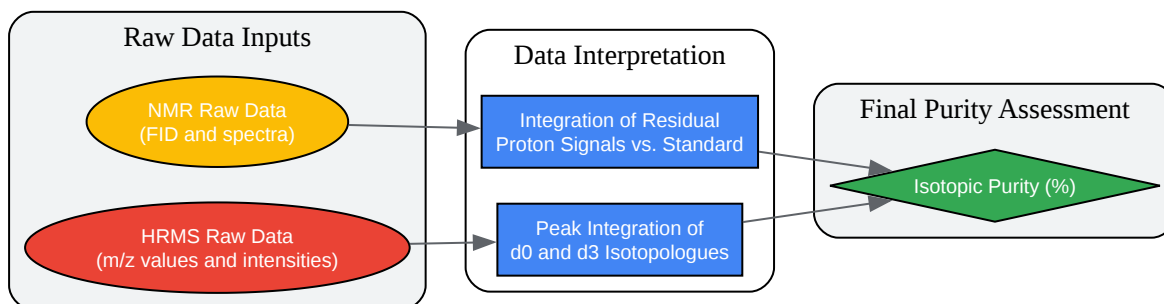 Raw Data Inputs
NMR Raw Data
(FID and spectra)
HRMS Raw Data
(m/z values and intensities)
Data Interpretation
Integration of Residual
Proton Signals vs. Standard
Peak Integration of
d0 and d3 Isotopologues
Final Purity Assessment
Isotopic Purity (%)